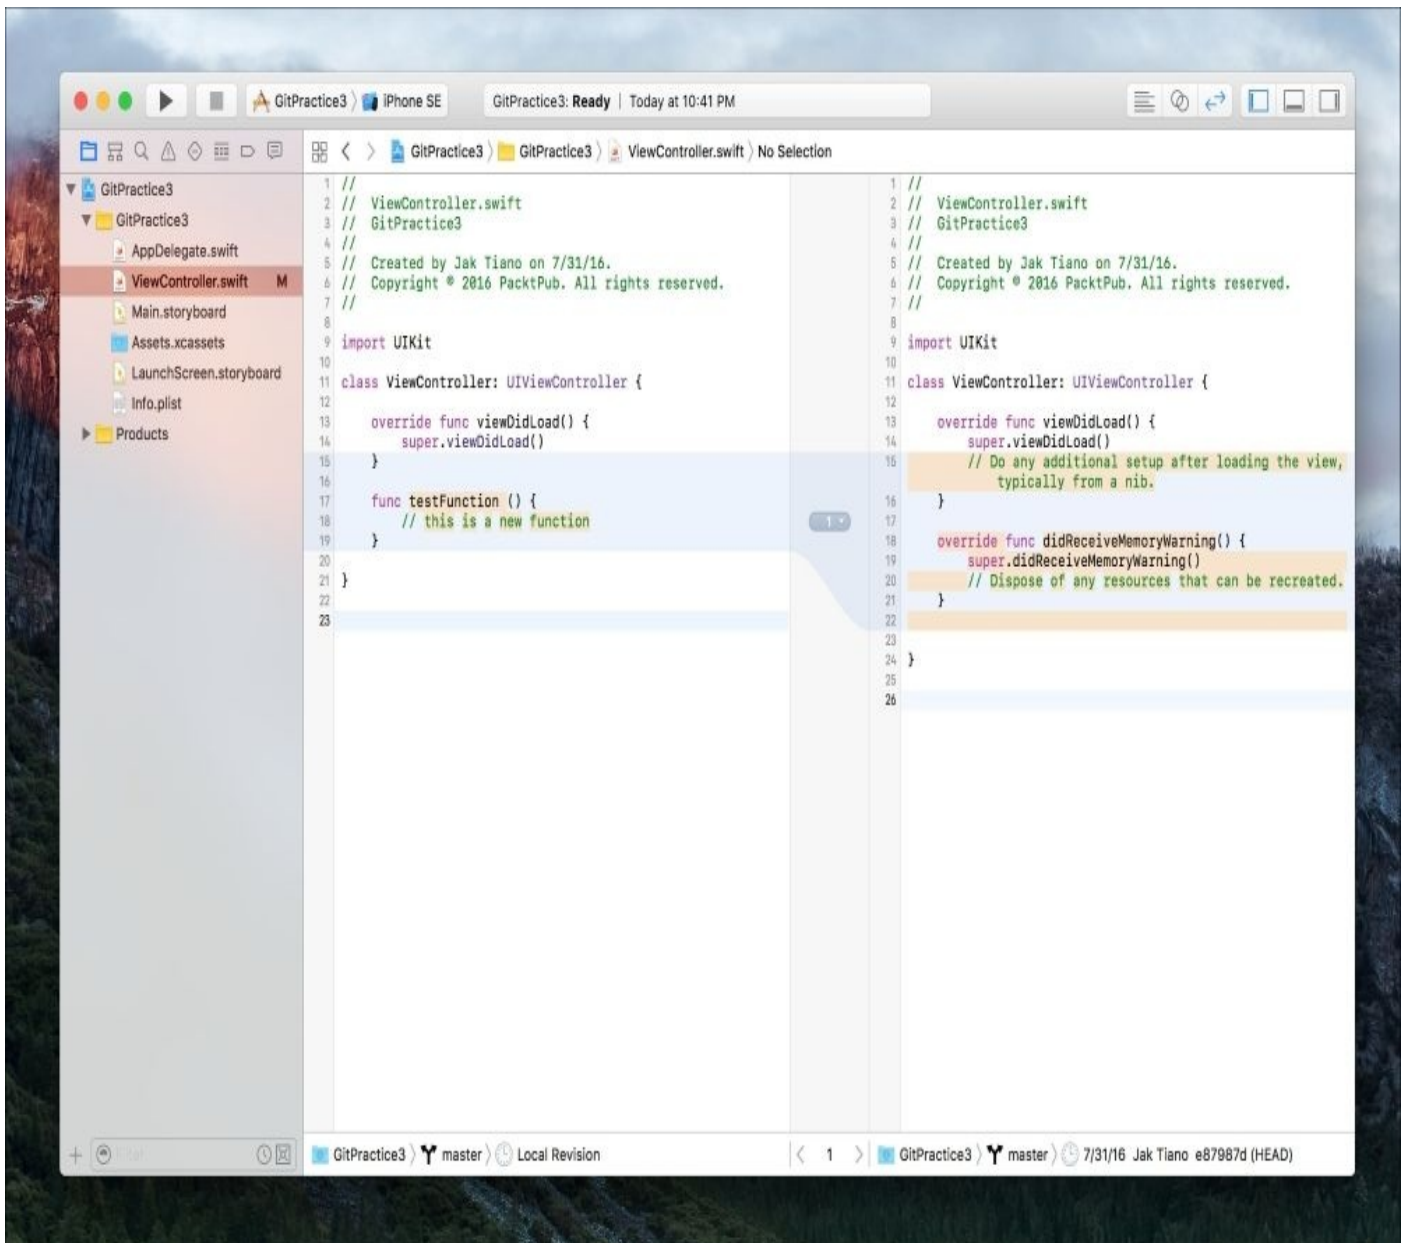 GitPractice3 iPhone SE
GitPractice3: Ready | Today at 10:41 PM
GitPractice3 GitPractice3 ViewController.swift No Selection
GitPractice3
GitPractice3
AppDelegate.swift
ViewController.swift M
Main.storyboard
Assets.xcassets
LaunchScreen.storyboard
Info.plist
Products
1 //
2 // ViewController.swift
3 // GitPractice3
4 //
5 // Created by Jak Tiano on 7/31/16.
6 // Copyright © 2016 PacktPub. All rights reserved.
7 //
8
9 import UIKit
10
11 class ViewController: UIViewController {
12
13 override func viewDidLoad() {
14 super.viewDidLoad()
15 }
16
17 func testFunction () {
18 // this is a new function
19 }
20
21 }
22
23
1
1 //
2 // ViewController.swift
3 // GitPractice3
4 //
5 // Created by Jak Tiano on 7/31/16.
6 // Copyright © 2016 PacktPub. All rights reserved.
7 //
8
9 import UIKit
10
11 class ViewController: UIViewController {
12
13 override func viewDidLoad() {
14 super.viewDidLoad()
15 // Do any additional setup after loading the view,
typically from a nib.
16 }
17
18 override func didReceiveMemoryWarning() {
19 super.didReceiveMemoryWarning()
20 // Dispose of any resources that can be recreated.
21 }
22
23
24 }
25
26
GitPractice3 master Local Revision
1
GitPractice3 master 7/31/16 Jak Tiano e87987d (HEAD)